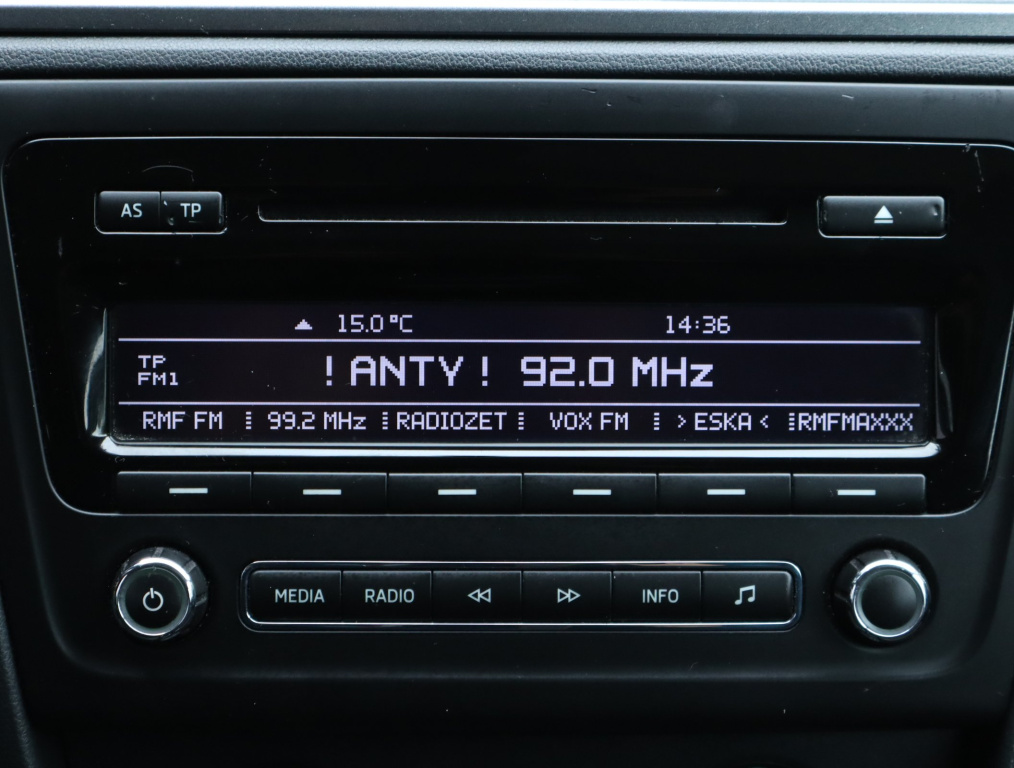 AS TP
15.0 °C 14:36
TP
FM1
! ANTY ! 92.0 MHz
RMF FM 99.2 MHz RADIOZET VOX FM > ESKA < RMFMAXXX
MEDIA RADIO INFO